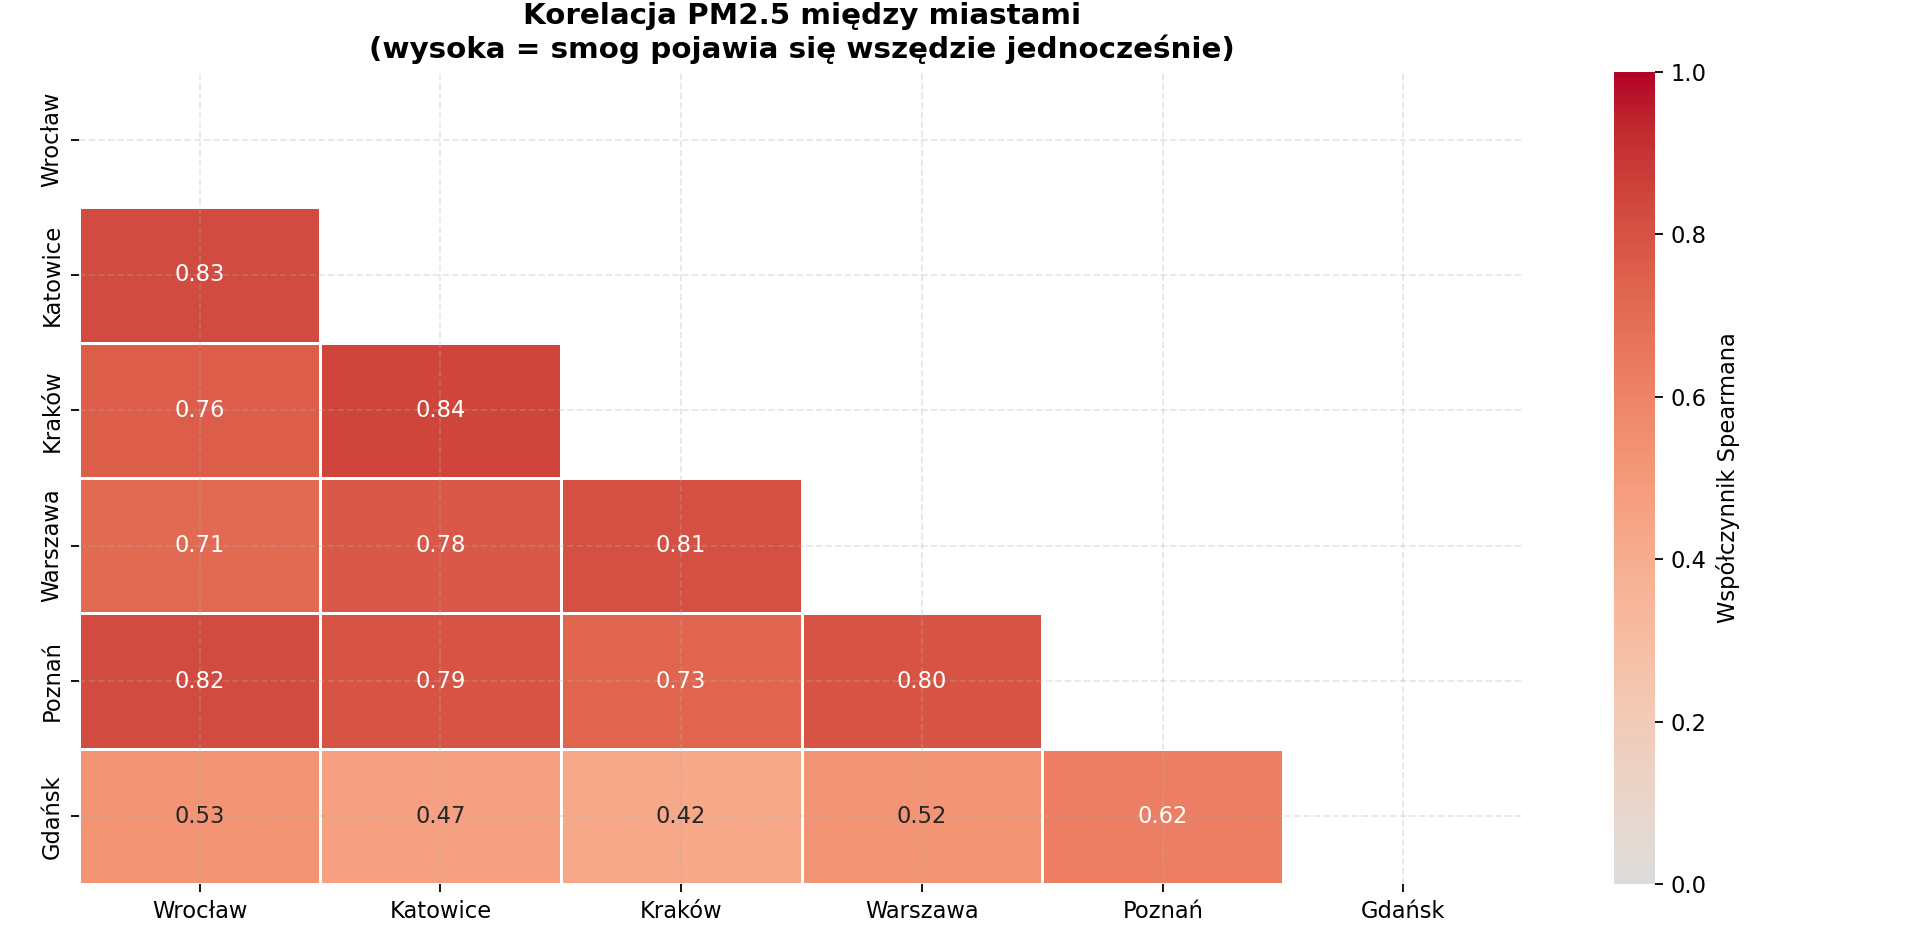 Korelacja PM2.5 między miastami
(wysoka = smog pojawia się wszędzie jednocześnie)
Wrocław
Katowice
0.83
Kraków
0.76 0.84
Warszawa
0.71 0.78 0.81
Poznań
0.82 0.79 0.73 0.80
Gdańsk
0.53 0.47 0.42 0.52 0.62
Wrocław Katowice Kraków Warszawa Poznań Gdańsk
1.0
0.8
0.6
0.4
0.2
0.0
Współczynnik Spearmana